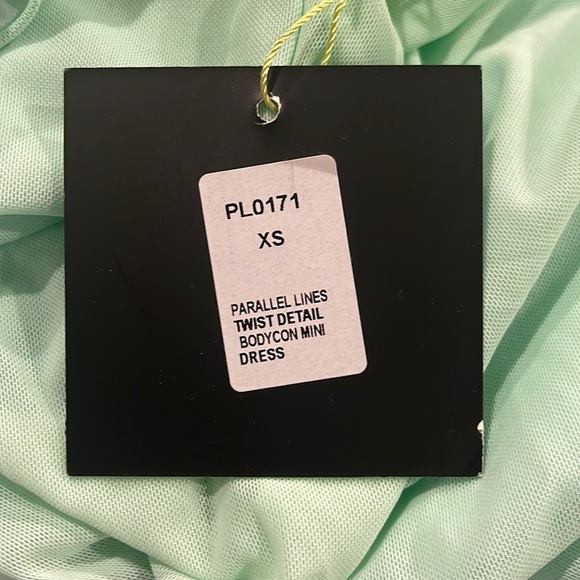 PL0171
XS
PARALLEL LINES
TWIST DETAIL
BODYCON MINI
DRESS